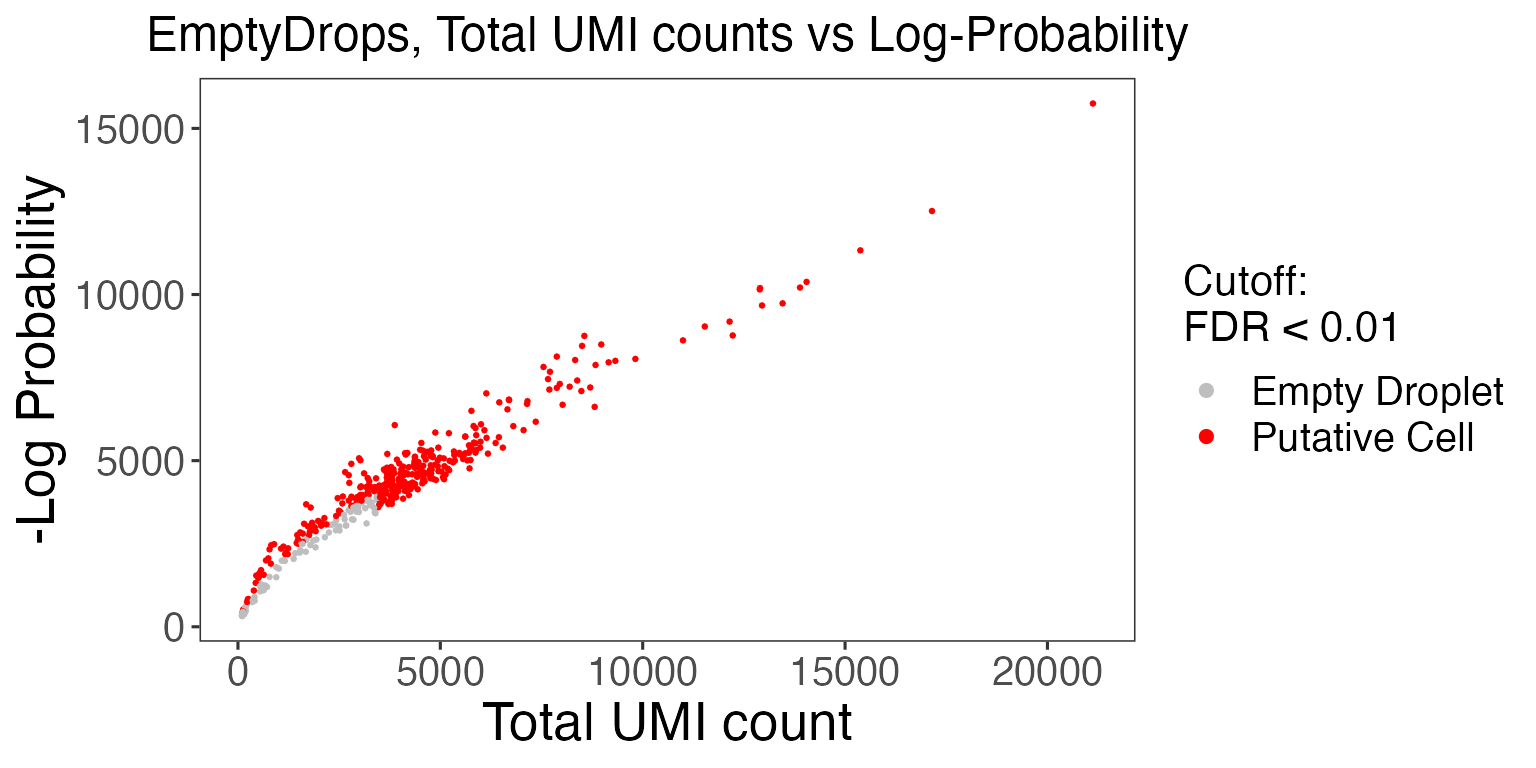 EmptyDrops, Total UMI counts vs Log-Probability
-Log Probability
15000
10000
5000
0
0 5000 10000 15000 20000
Total UMI count
Cutoff:
FDR < 0.01
Empty Droplet
Putative Cell